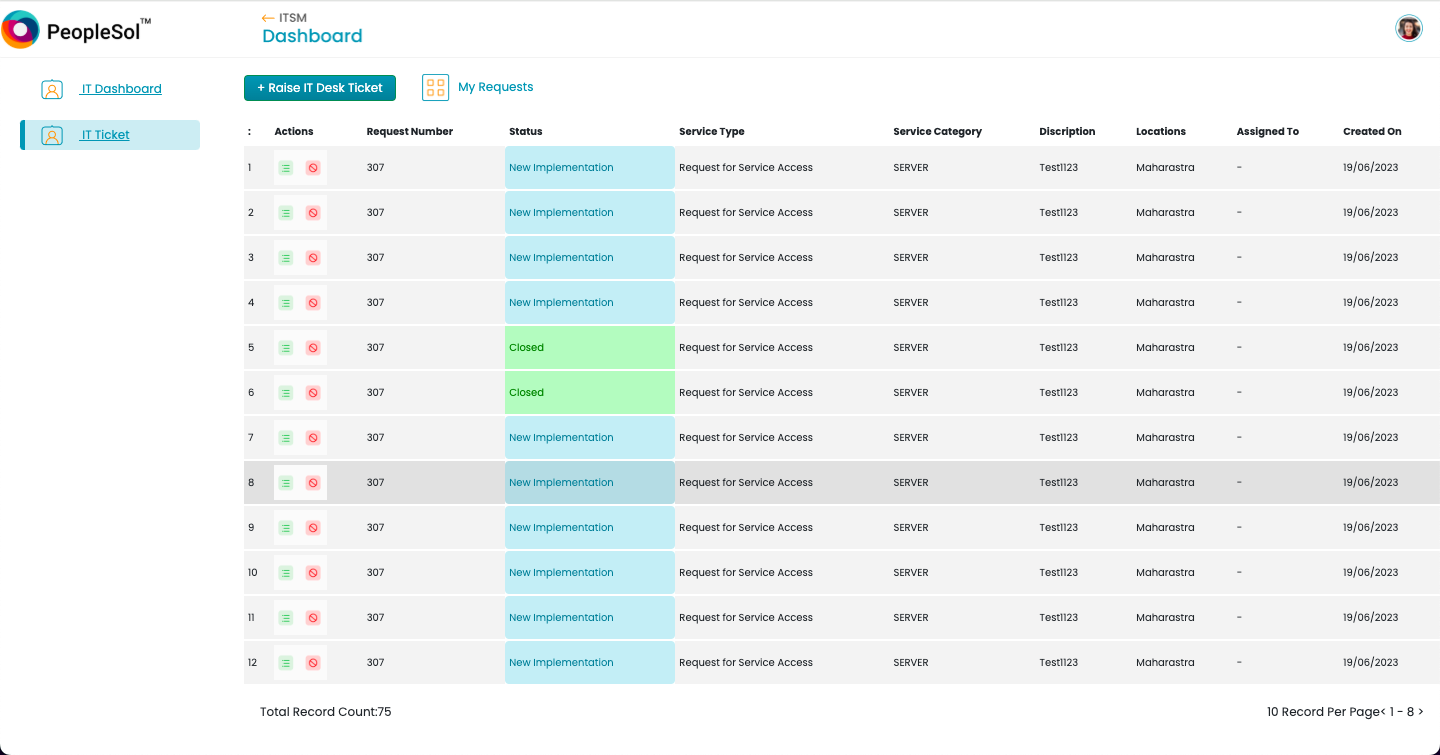 PeopleSol™
← ITSM
Dashboard
IT Dashboard
IT Ticket
+ Raise IT Desk Ticket My Requests
: Actions Request Number Status Service Type Service Category Discription Locations Assigned To Created On
1 307 New Implementation Request for Service Access SERVER Test1123 Maharastra - 19/06/2023
2 307 New Implementation Request for Service Access SERVER Test1123 Maharastra - 19/06/2023
3 307 New Implementation Request for Service Access SERVER Test1123 Maharastra - 19/06/2023
4 307 New Implementation Request for Service Access SERVER Test1123 Maharastra - 19/06/2023
5 307 Closed Request for Service Access SERVER Test1123 Maharastra - 19/06/2023
6 307 Closed Request for Service Access SERVER Test1123 Maharastra - 19/06/2023
7 307 New Implementation Request for Service Access SERVER Test1123 Maharastra - 19/06/2023
8 307 New Implementation Request for Service Access SERVER Test1123 Maharastra - 19/06/2023
9 307 New Implementation Request for Service Access SERVER Test1123 Maharastra - 19/06/2023
10 307 New Implementation Request for Service Access SERVER Test1123 Maharastra - 19/06/2023
11 307 New Implementation Request for Service Access SERVER Test1123 Maharastra - 19/06/2023
12 307 New Implementation Request for Service Access SERVER Test1123 Maharastra - 19/06/2023
Total Record Count:75 10 Record Per Page< 1 - 8 >